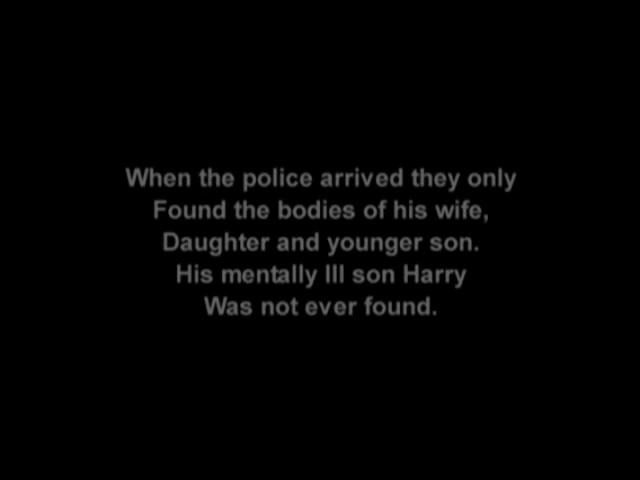 When the police arrived they only
Found the bodies of his wife,
Daughter and younger son.
His mentally Ill son Harry
Was not ever found.